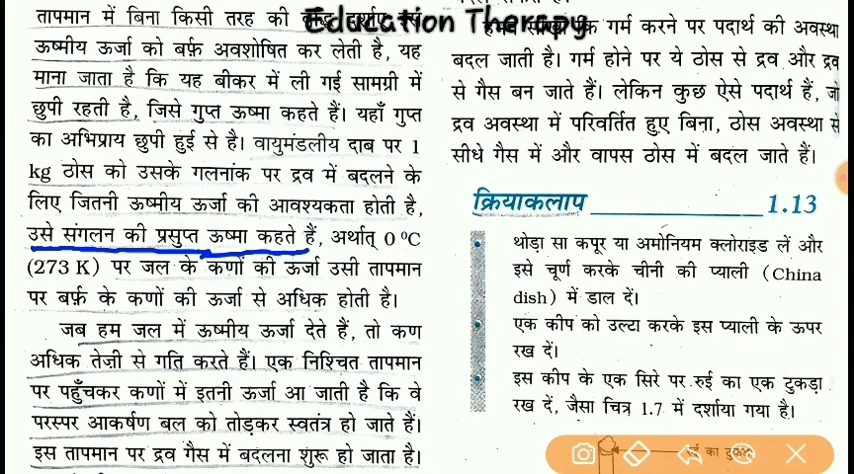 Education Therapy
तापमान में बिना किसी तरह की वृद्धि दर्शाए इस
ऊष्मीय ऊर्जा को बर्फ़ अवशोषित कर लेती है, यह
माना जाता है कि यह बीकर में ली गई सामग्री में
छुपी रहती है, जिसे गुप्त ऊष्मा कहते हैं। यहाँ गुप्त
का अभिप्राय छुपी हुई से है। वायुमंडलीय दाब पर 1
kg ठोस को उसके गलनांक पर द्रव में बदलने के
लिए जितनी ऊष्मीय ऊर्जा की आवश्यकता होती है,
उसे संगलन की प्रसुप्त ऊष्मा कहते हैं, अर्थात् 0 ⁰C
(273 K) पर जल के कणों की ऊर्जा उसी तापमान
पर बर्फ़ के कणों की ऊर्जा से अधिक होती है।
जब हम जल में ऊष्मीय ऊर्जा देते हैं, तो कण
अधिक तेज़ी से गति करते हैं। एक निश्चित तापमान
पर पहुँचकर कणों में इतनी ऊर्जा आ जाती है कि वे
परस्पर आकर्षण बल को तोड़कर स्वतंत्र हो जाते हैं।
इस तापमान पर द्रव गैस में बदलना शुरू हो जाता है।
गर्म करने पर पदार्थ की अवस्था
बदल जाती है। गर्म होने पर ये ठोस से द्रव और द्रव
से गैस बन जाते हैं। लेकिन कुछ ऐसे पदार्थ हैं, जो
द्रव अवस्था में परिवर्तित हुए बिना, ठोस अवस्था से
सीधे गैस में और वापस ठोस में बदल जाते हैं।
क्रियाकलाप 1.13
• थोड़ा सा कपूर या अमोनियम क्लोराइड लें और
इसे चूर्ण करके चीनी की प्याली (China
dish) में डाल दें।
• एक कीप को उल्टा करके इस प्याली के ऊपर
रख दें।
• इस कीप के एक सिरे पर रुई का एक टुकड़ा
रख दें, जैसा चित्र 1.7 में दर्शाया गया है।